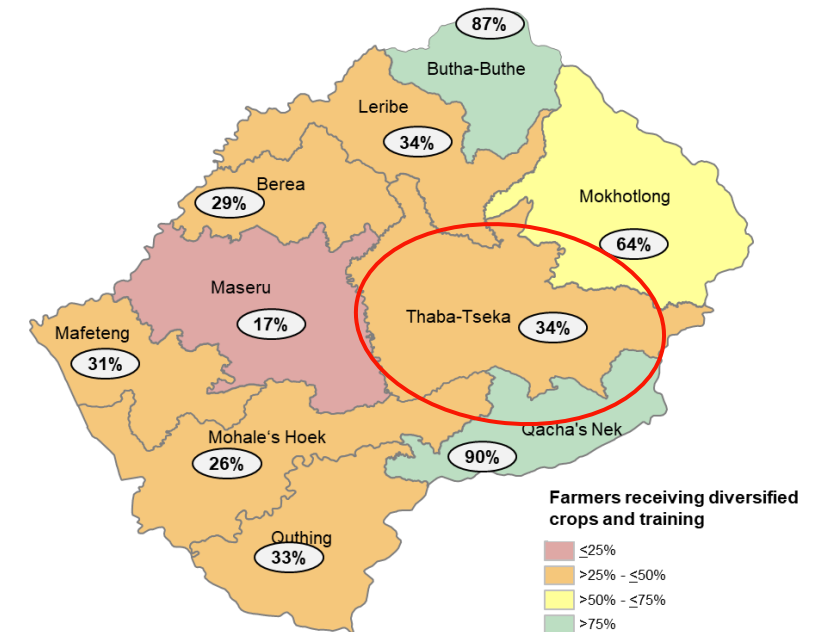 87%
Butha-Buthe
Leribe
34%
Berea
29%
Mokhotlong
64%
Maseru
17%
Thaba-Tseka
34%
Mafeteng
31%
Mohale's Hoek
26%
Qacha's Nek
90%
Quthing
33%
Farmers receiving diversified
crops and training
≤25%
>25% - ≤50%
>50% - ≤75%
>75%